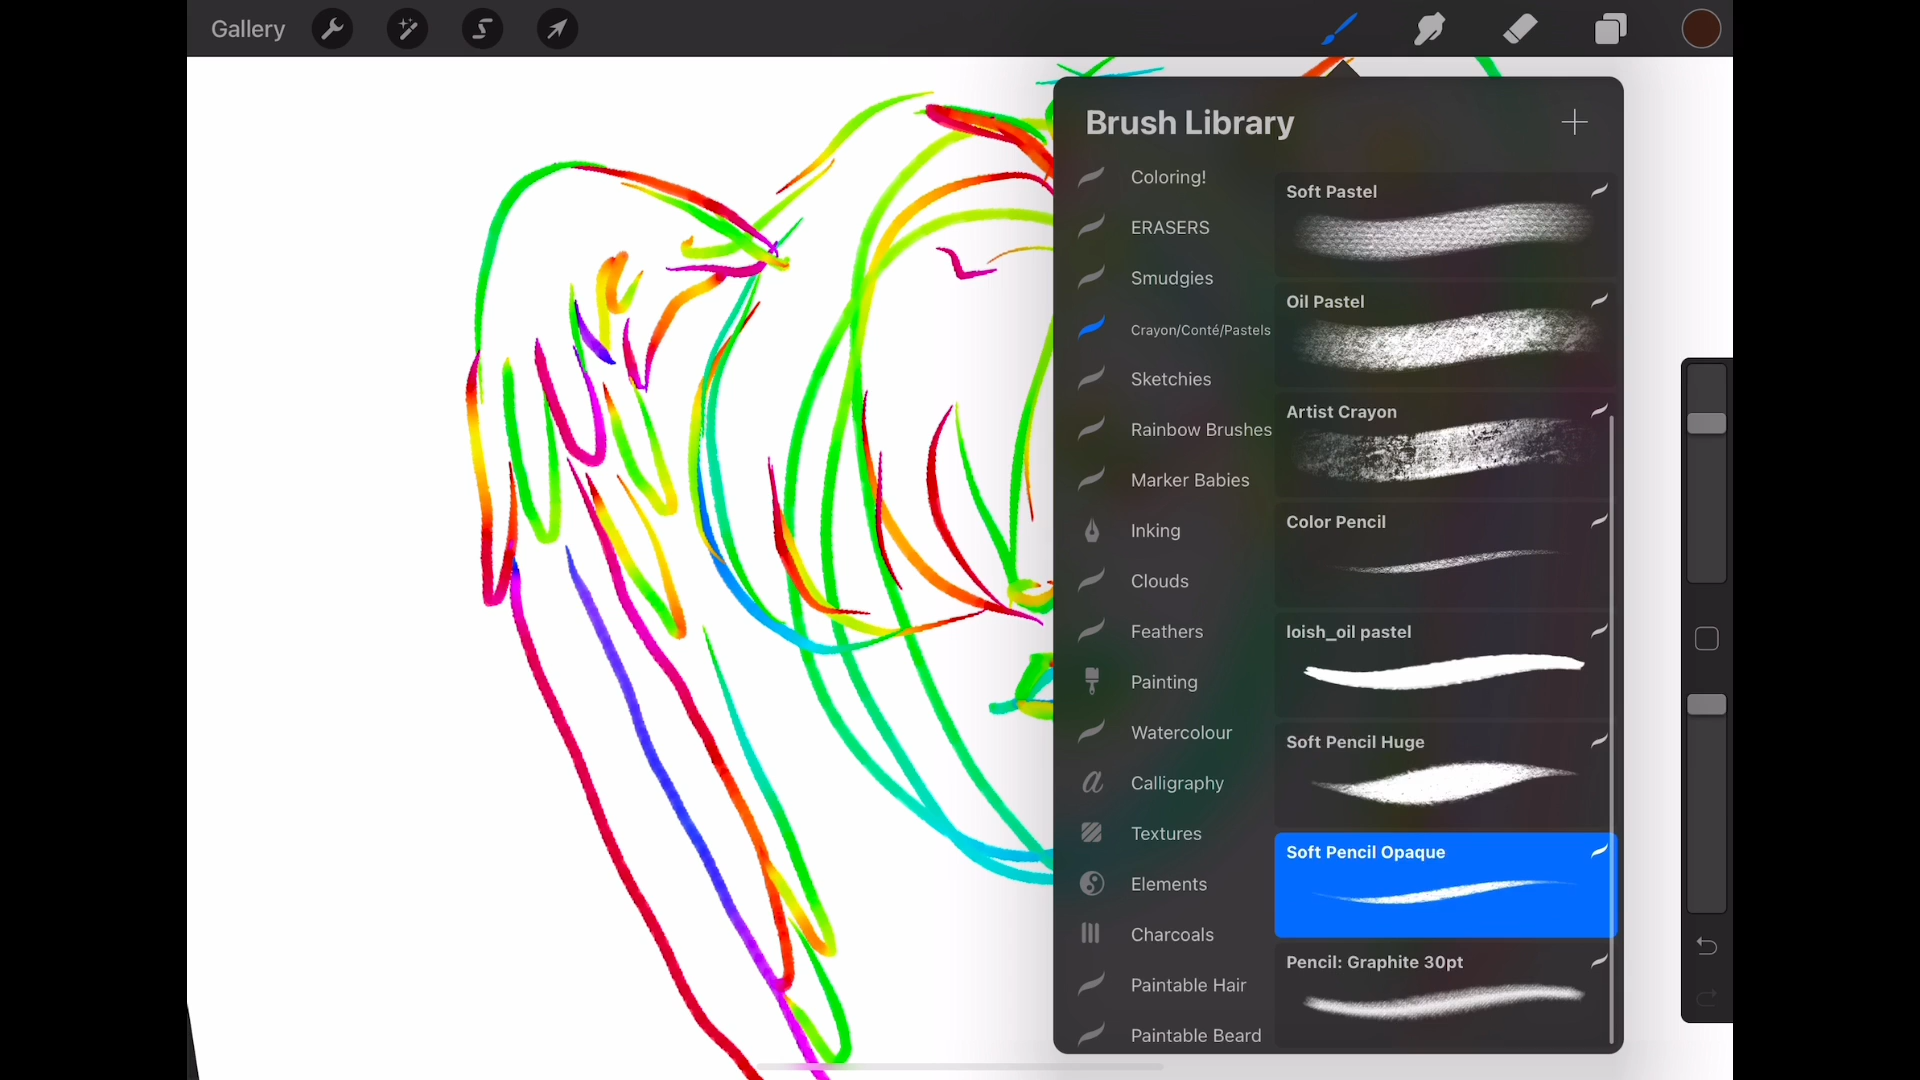 Gallery
Brush Library
Coloring!
ERASERS
Smudgies
Crayon/Conté/Pastels
Sketchies
Rainbow Brushes
Marker Babies
Inking
Clouds
Feathers
Painting
Watercolour
Calligraphy
Textures
Elements
Charcoals
Paintable Hair
Paintable Beard
Soft Pastel
Oil Pastel
Artist Crayon
Color Pencil
loish_oil pastel
Soft Pencil Huge
Soft Pencil Opaque
Pencil: Graphite 30pt